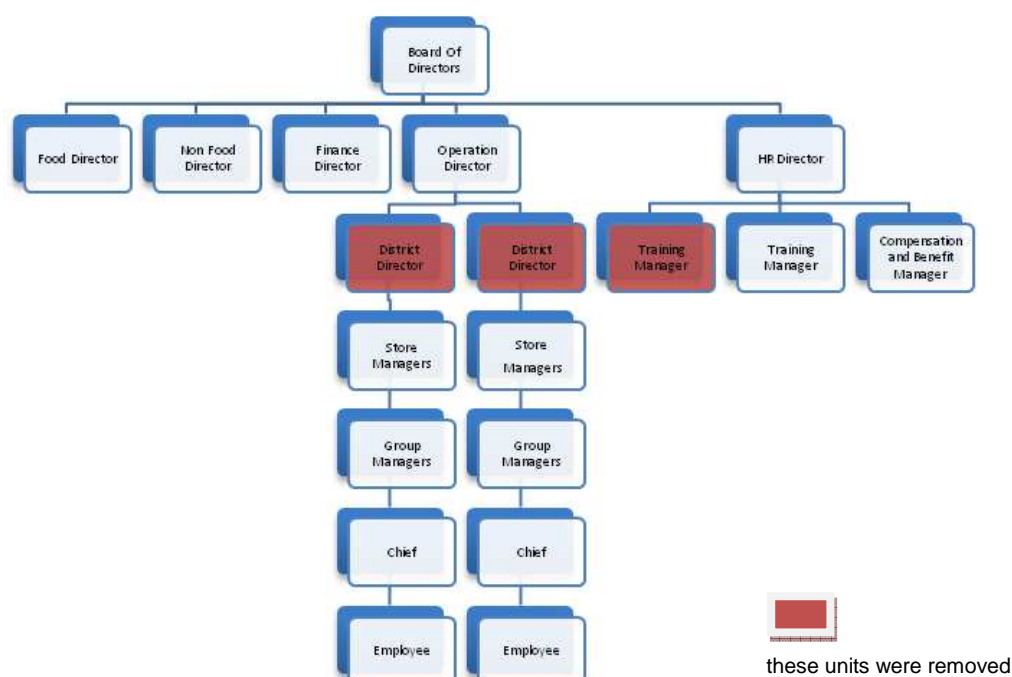 Board Of
Directors
Food Director
Non Food
Director
Finance
Director
Operation
Director
HR Director
District
Director
District
Director
Training
Manager
Training
Manager
Compensation
and Benefit
Manager
Store
Managers
Store
Managers
Group
Managers
Group
Managers
Chief
Chief
Employee
Employee
these units were removed